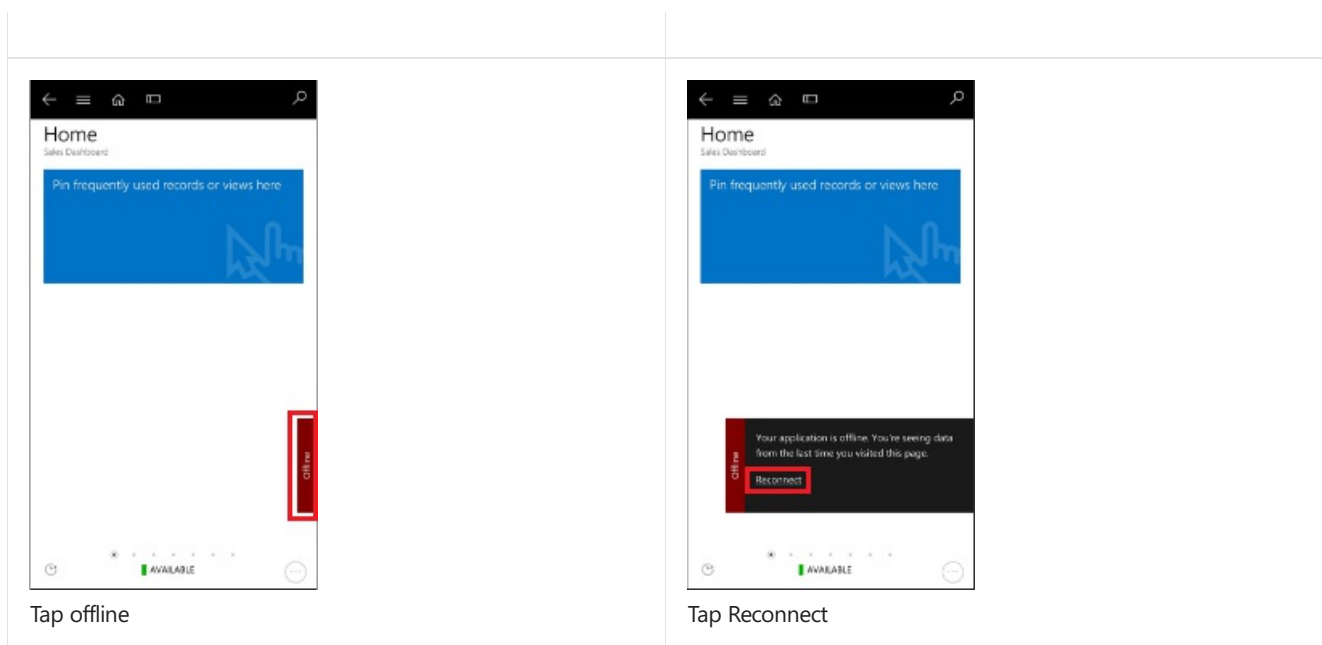 Home
Sales Dashboard
Pin frequently used records or views here
Offline
AVAILABLE
Tap offline
Home
Sales Dashboard
Pin frequently used records or views here
Offline
Your application is offline. You're seeing data
from the last time you visited this page.
Reconnect
AVAILABLE
Tap Reconnect